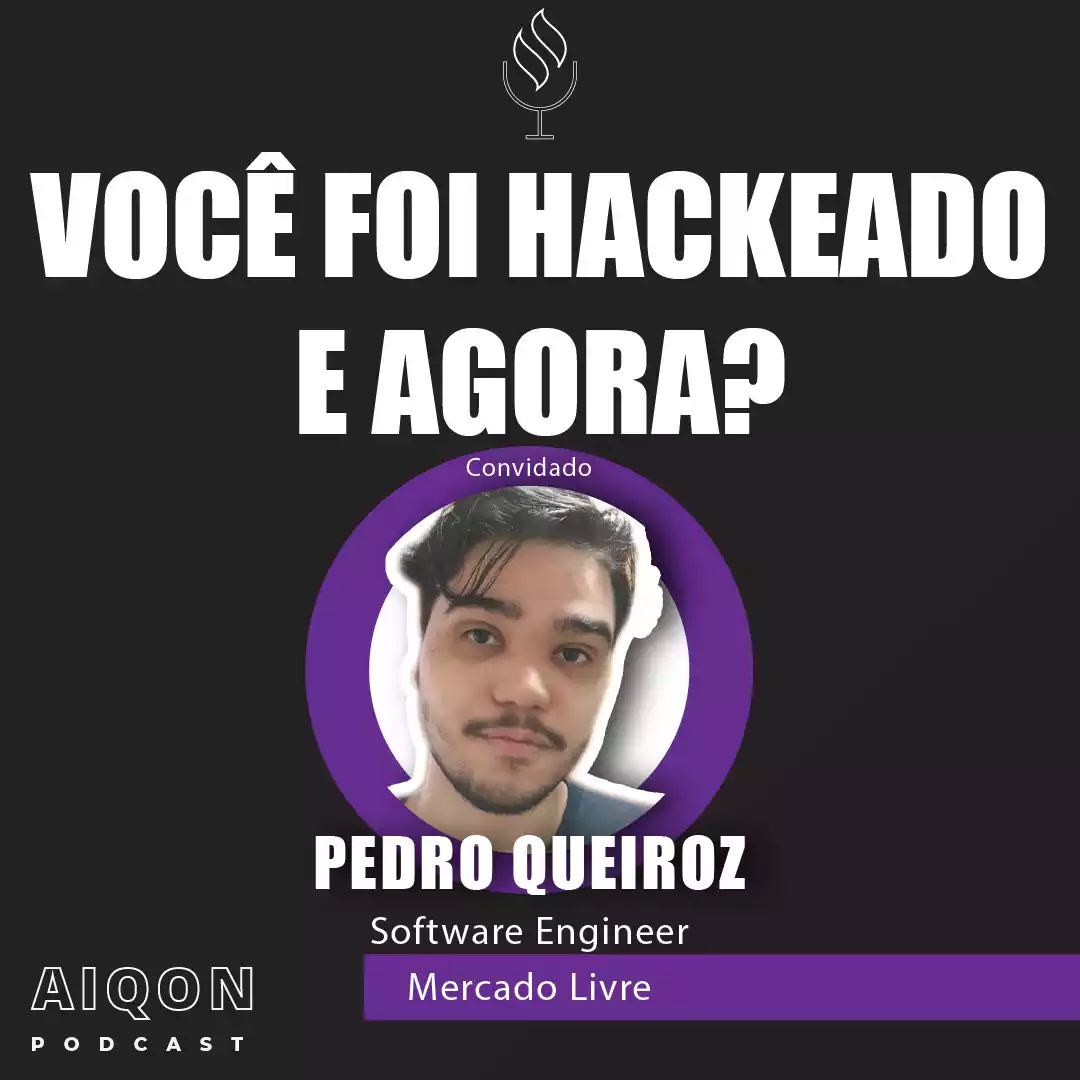 VOCÊ FOI HACKEADO
E AGORA?
Convidado
PEDRO QUEIROZ
Software Engineer
Mercado Livre
AIQON
PODCAST